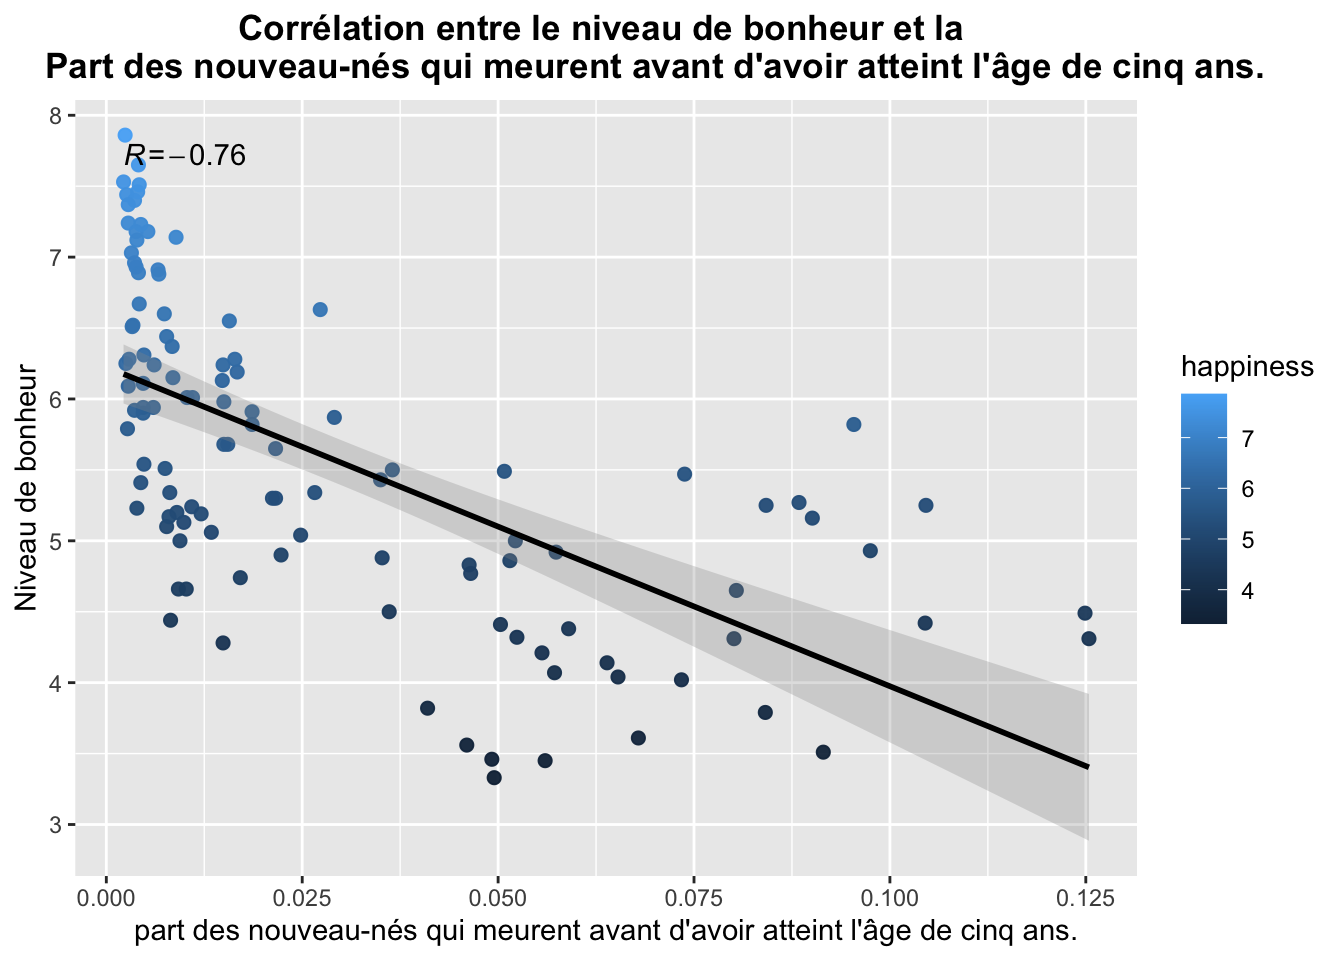 Corrélation entre le niveau de bonheur et la
Part des nouveau-nés qui meurent avant d'avoir atteint l'âge de cinq ans.
8
R=−0.76
7
6
5
4
3
Niveau de bonheur
0.000 0.025 0.050 0.075 0.100 0.125
part des nouveau-nés qui meurent avant d'avoir atteint l'âge de cinq ans.
happiness
7
6
5
4